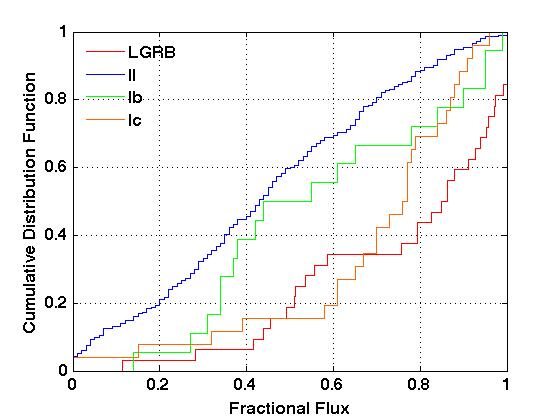 1
0.8
0.6
0.4
0.2
0
Cumulative Distribution Function
LGRB
II
Ib
Ic
0 0.2 0.4 0.6 0.8 1
Fractional Flux